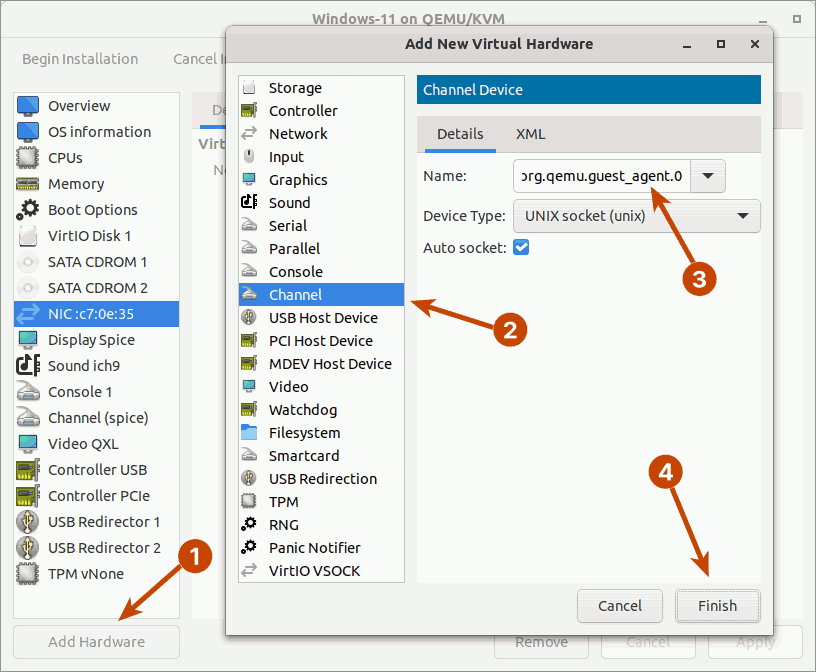 Windows-11 on QEMU/KVM
Begin Installation
Cancel I
Add New Virtual Hardware
Overview
OS information
CPUs
Memory
Boot Options
VirtIO Disk 1
SATA CDROM 1
SATA CDROM 2
NIC :c7:0e:35
Display Spice
Sound ich9
Console 1
Channel (spice)
Video QXL
Controller USB
Controller PCIe
USB Redirector 1
USB Redirector 2
TPM vNone
Add Hardware
De
Virt
N
Storage
Controller
Network
Input
Graphics
Sound
Serial
Parallel
Console
Channel
USB Host Device
PCI Host Device
MDEV Host Device
Video
Watchdog
Filesystem
Smartcard
USB Redirection
TPM
RNG
Panic Notifier
VirtIO VSOCK
Channel Device
Details XML
Name: org.qemu.guest_agent.0
Device Type: UNIX socket (unix)
Auto socket:
1
2
3
4
Cancel Finish
Remove Cancel Apply